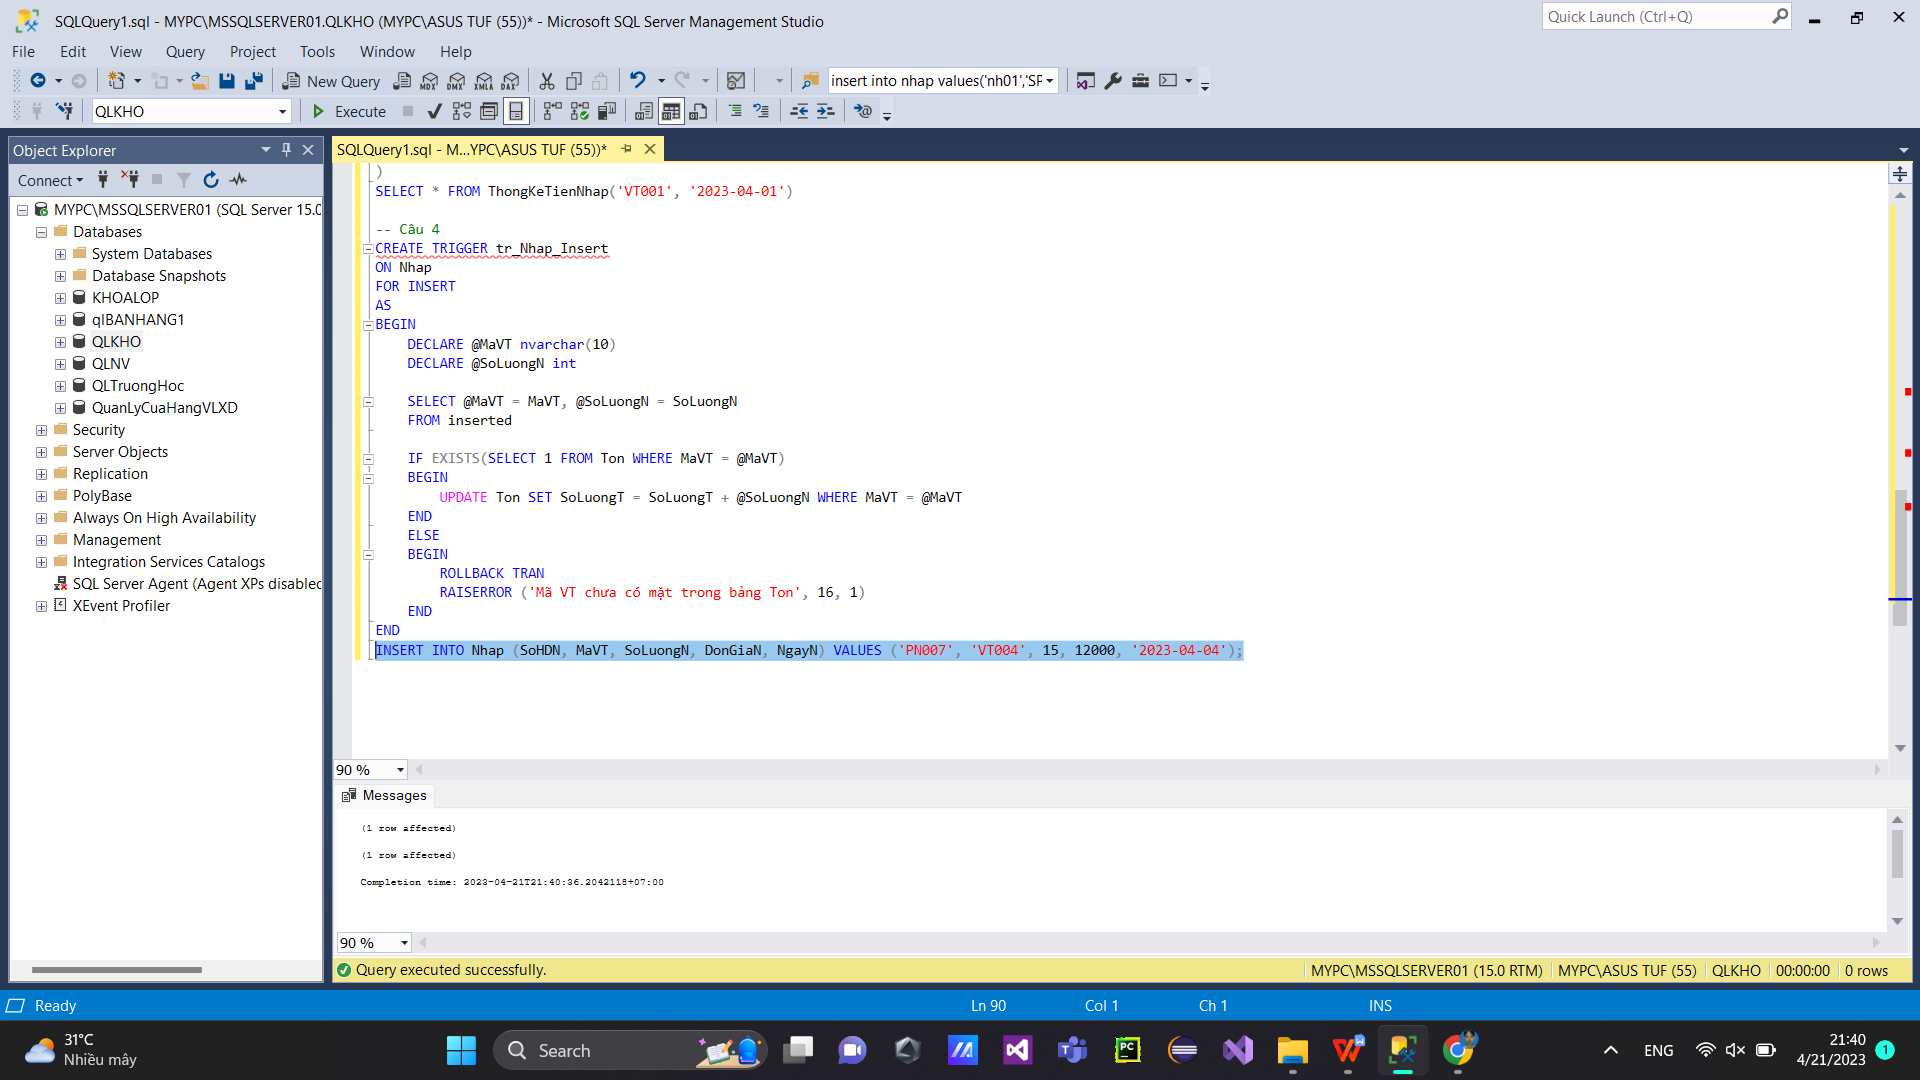 SQLQuery1.sql - MYPC\MSSQLSERVER01.QLKHO (MYPC\ASUS TUF (55))* - Microsoft SQL Server Management Studio
Quick Launch (Ctrl+Q)
File Edit View Query Project Tools Window Help
New Query
MDX DMX XMLA DAX
insert into nhap values('nh01','SF
QLKHO
Execute
Object Explorer
Connect
MYPC\MSSQLSERVER01 (SQL Server 15.0
Databases
System Databases
Database Snapshots
KHOALOP
qlBANHANG1
QLKHO
QLNV
QLTruongHoc
QuanLyCuaHangVLXD
Security
Server Objects
Replication
PolyBase
Always On High Availability
Management
Integration Services Catalogs
SQL Server Agent (Agent XPs disabled
XEvent Profiler
SQLQuery1.sql - M...YPC\ASUS TUF (55))*
)
SELECT * FROM ThongKeTienNhap('VT001', '2023-04-01')
-- Câu 4
CREATE TRIGGER tr_Nhap_Insert
ON Nhap
FOR INSERT
AS
BEGIN
DECLARE @MaVT nvarchar(10)
DECLARE @SoLuongN int
SELECT @MaVT = MaVT, @SoLuongN = SoLuongN
FROM inserted
IF EXISTS(SELECT 1 FROM Ton WHERE MaVT = @MaVT)
BEGIN
UPDATE Ton SET SoLuongT = SoLuongT + @SoLuongN WHERE MaVT = @MaVT
END
ELSE
BEGIN
ROLLBACK TRAN
RAISERROR ('Mã VT chưa có mặt trong bảng Ton', 16, 1)
END
END
INSERT INTO Nhap (SoHDN, MaVT, SoLuongN, DonGiaN, NgayN) VALUES ('PN007', 'VT004', 15, 12000, '2023-04-04');
90 %
Messages
(1 row affected)
(1 row affected)
Completion time: 2023-04-21T21:40:36.2042118+07:00
90 %
Query executed successfully.
MYPC\MSSQLSERVER01 (15.0 RTM) MYPC\ASUS TUF (55) QLKHO 00:00:00 0 rows
Ready
Ln 90 Col 1 Ch 1 INS
31°C
Nhiều mây
Search
PC
ENG
21:40
4/21/2023
1